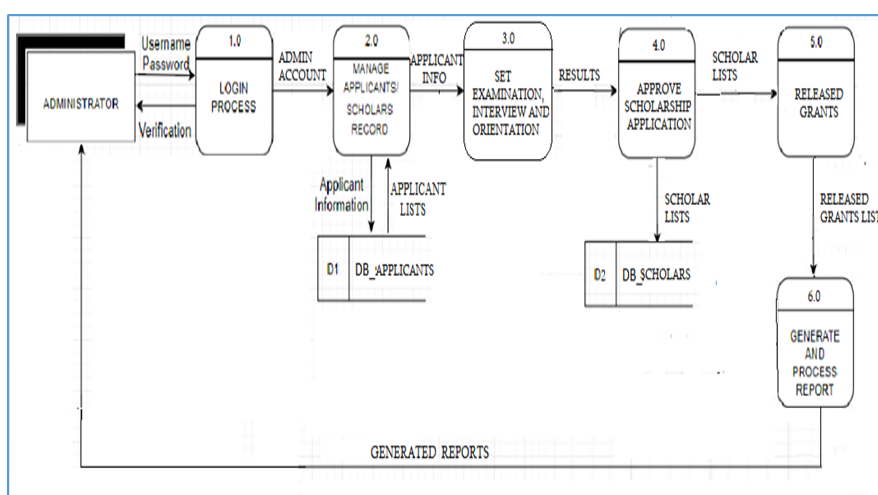 ADMINISTRATOR
Username
Password
Verification
1.0
LOGIN
PROCESS
ADMIN
ACCOUNT
2.0
MANAGE
APPLICANTS/
SCHOLARS
RECORD
APPLICANT
INFO
3.0
SET
EXAMINATION,
INTERVIEW AND
ORIENTATION
RESULTS
4.0
APPROVE
SCHOLARSHIP
APPLICATION
SCHOLAR
LISTS
5.0
RELEASED
GRANTS
Applicant
Information
APPLICANT
LISTS
SCHOLAR
LISTS
RELEASED
GRANTS LIST
D1
DB_APPLICANTS
D2
DB_SCHOLARS
6.0
GENERATE
AND
PROCESS
REPORT
GENERATED REPORTS